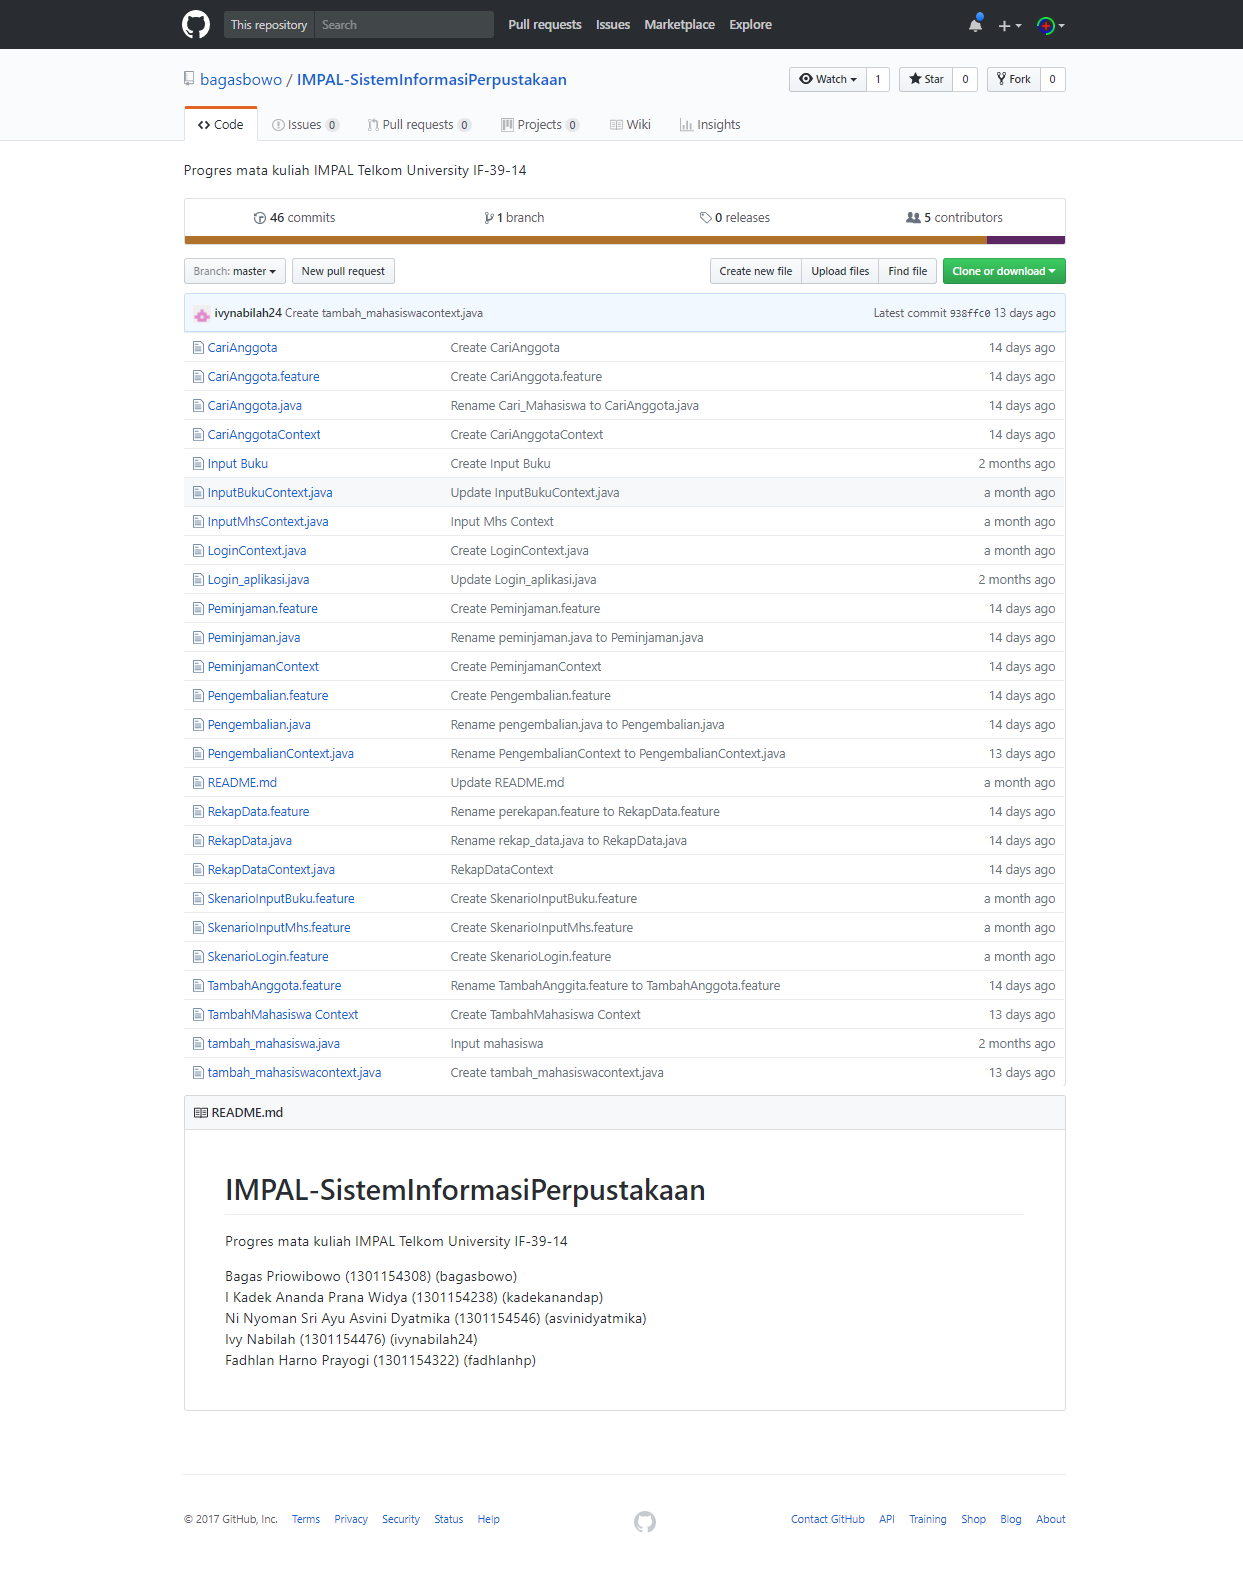 This repository Search Pull requests Issues Marketplace Explore
bagasbowo / IMPAL-SistemInformasiPerpustakaan Watch 1 Star 0 Fork 0
Code Issues 0 Pull requests 0 Projects 0 Wiki Insights
Progres mata kuliah IMPAL Telkom University IF-39-14
46 commits 1 branch 0 releases 5 contributors
Branch: master New pull request Create new file Upload files Find file Clone or download
ivynabilah24 Create tambah_mahasiswacontext.java Latest commit 938ffc0 13 days ago
CariAnggota Create CariAnggota 14 days ago
CariAnggota.feature Create CariAnggota.feature 14 days ago
CariAnggota.java Rename Cari_Mahasiswa to CariAnggota.java 14 days ago
CariAnggotaContext Create CariAnggotaContext 14 days ago
Input Buku Create Input Buku 2 months ago
InputBukuContext.java Update InputBukuContext.java a month ago
InputMhsContext.java Input Mhs Context a month ago
LoginContext.java Create LoginContext.java a month ago
Login_aplikasi.java Update Login_aplikasi.java 2 months ago
Peminjaman.feature Create Peminjaman.feature 14 days ago
Peminjaman.java Rename peminjaman.java to Peminjaman.java 14 days ago
PeminjamanContext Create PeminjamanContext 14 days ago
Pengembalian.feature Create Pengembalian.feature 14 days ago
Pengembalian.java Rename pengembalian.java to Pengembalian.java 14 days ago
PengembalianContext.java Rename PengembalianContext to PengembalianContext.java 13 days ago
README.md Update README.md a month ago
RekapData.feature Rename perekapan.feature to RekapData.feature 14 days ago
RekapData.java Rename rekap_data.java to RekapData.java 14 days ago
RekapDataContext.java RekapDataContext 14 days ago
SkenarioInputBuku.feature Create SkenarioInputBuku.feature a month ago
SkenarioInputMhs.feature Create SkenarioInputMhs.feature a month ago
SkenarioLogin.feature Create SkenarioLogin.feature a month ago
TambahAnggota.feature Rename TambahAnggita.feature to TambahAnggota.feature 14 days ago
TambahMahasiswa Context Create TambahMahasiswa Context 13 days ago
tambah_mahasiswa.java Input mahasiswa 2 months ago
tambah_mahasiswacontext.java Create tambah_mahasiswacontext.java 13 days ago
README.md
IMPAL-SistemInformasiPerpustakaan
Progres mata kuliah IMPAL Telkom University IF-39-14
Bagas Priowibowo (1301154308) (bagasbowo)
I Kadek Ananda Prana Widya (1301154238) (kadekanandap)
Ni Nyoman Sri Ayu Asvini Dyatmika (1301154546) (asvinidyatmika)
Ivy Nabilah (1301154476) (ivynabilah24)
Fadhlan Harno Prayogi (1301154322) (fadhlanhp)
© 2017 GitHub, Inc. Terms Privacy Security Status Help Contact GitHub API Training Shop Blog About